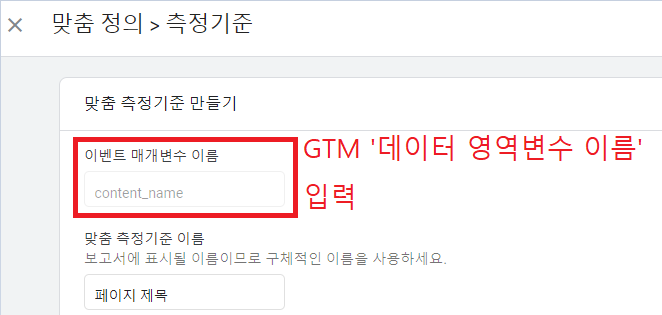 맞춤 정의 > 측정기준
맞춤 측정기준 만들기
이벤트 매개변수 이름
content_name
GTM '데이터 영역변수 이름'
입력
맞춤 측정기준 이름
보고서에 표시될 이름이므로 구체적인 이름을 사용하세요.
페이지 제목